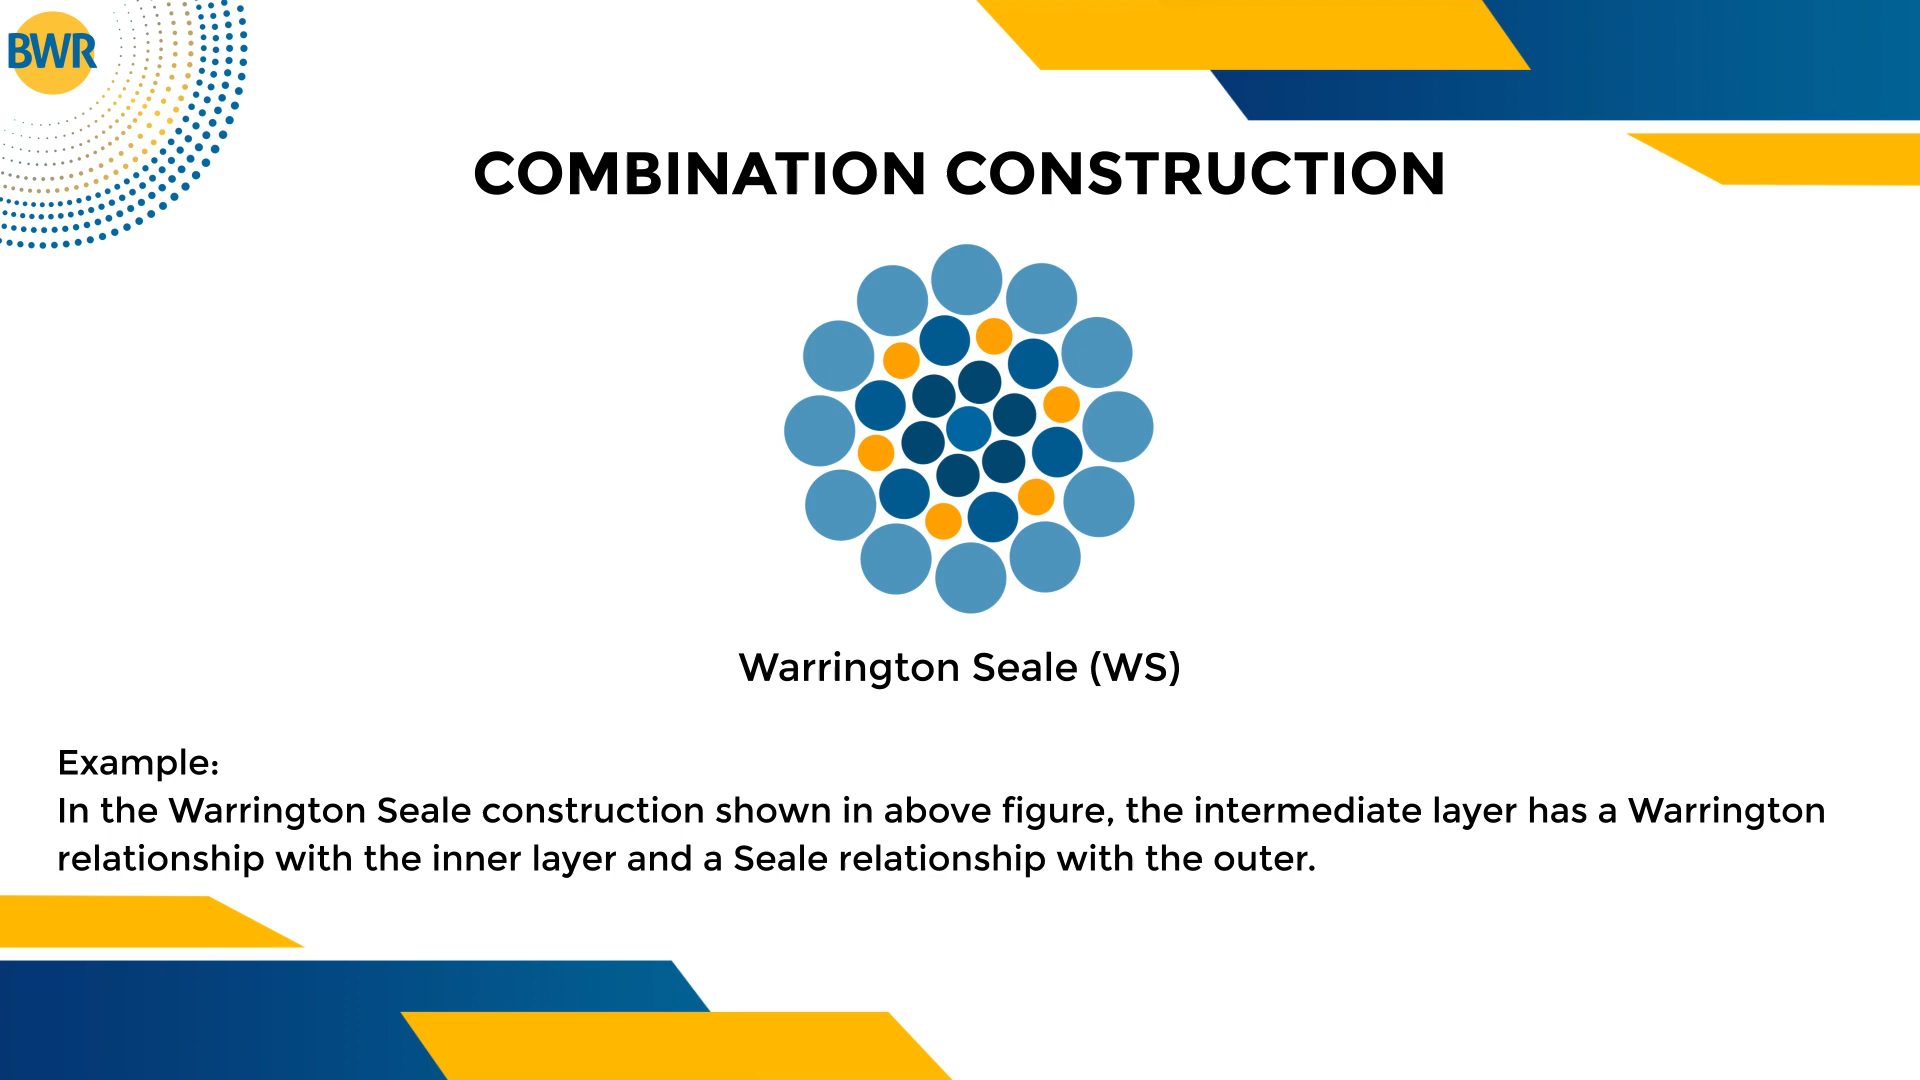 BWR
COMBINATION CONSTRUCTION
Warrington Seale (WS)
Example:
In the Warrington Seale construction shown in above figure, the intermediate layer has a Warrington
relationship with the inner layer and a Seale relationship with the outer.